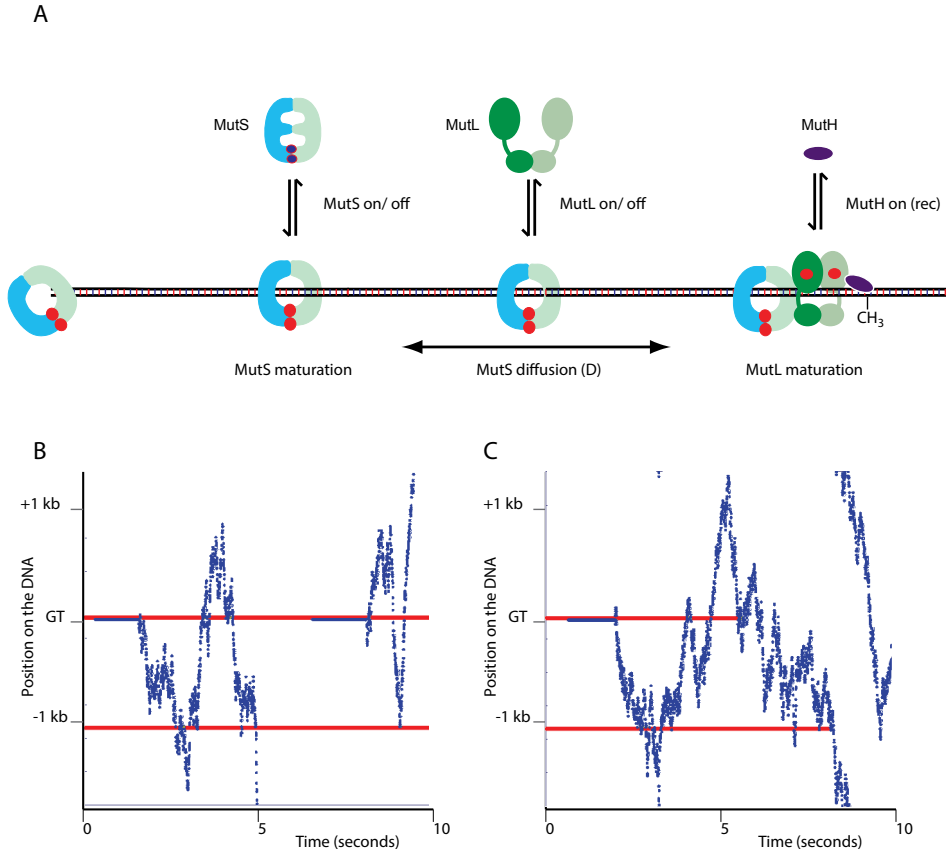 A
MutS
MutL
MutH
MutS on/ off
MutL on/ off
MutH on (rec)
CH3
MutS maturation
MutS diffusion (D)
MutL maturation
B
Position on the DNA
+1 kb
GT
-1 kb
0
5
10
Time (seconds)
C
Position on the DNA
+1 kb
GT
-1 kb
0
5
10
Time (seconds)